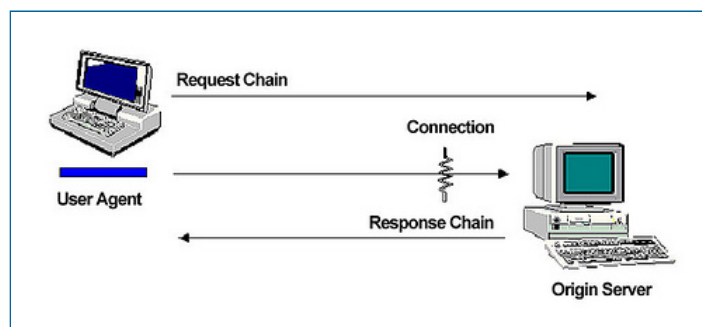 Request Chain
Connection
User Agent
Response Chain
Origin Server